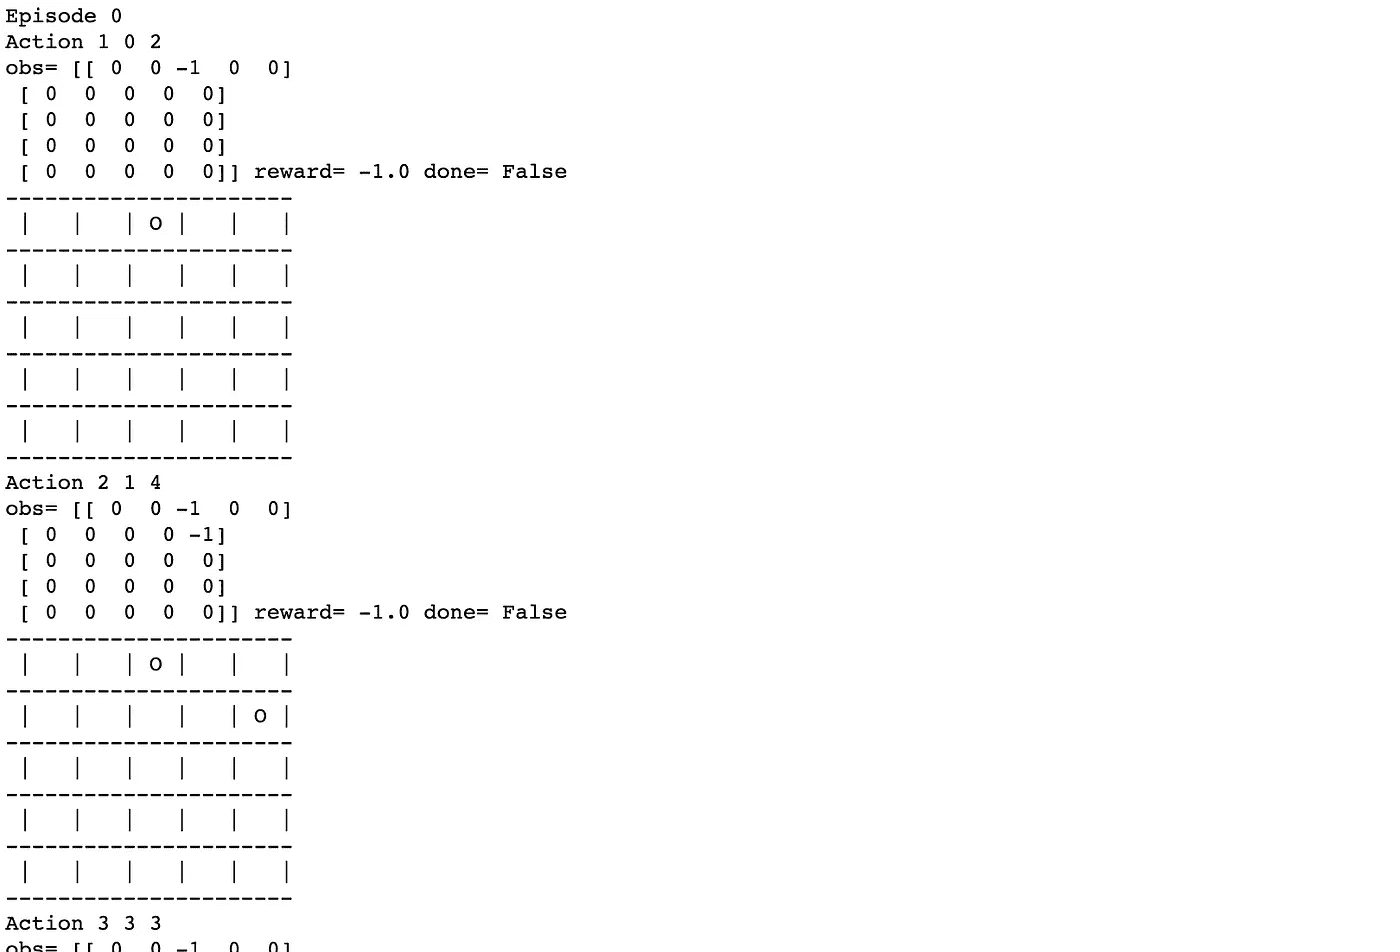 Episode 0
Action 1 0 2
obs= [[ 0  0 -1  0  0]
 [ 0  0  0  0  0]
 [ 0  0  0  0  0]
 [ 0  0  0  0  0]
 [ 0  0  0  0  0]] reward= -1.0 done= False
----------------------
 |   |   | O |   |   |
----------------------
 |   |   |   |   |   |
----------------------
 |   |   |   |   |   |
----------------------
 |   |   |   |   |   |
----------------------
 |   |   |   |   |   |
----------------------
Action 2 1 4
obs= [[ 0  0 -1  0  0]
 [ 0  0  0  0 -1]
 [ 0  0  0  0  0]
 [ 0  0  0  0  0]
 [ 0  0  0  0  0]] reward= -1.0 done= False
----------------------
 |   |   | O |   |   |
----------------------
 |   |   |   |   | O |
----------------------
 |   |   |   |   |   |
----------------------
 |   |   |   |   |   |
----------------------
 |   |   |   |   |   |
----------------------
Action 3 3 3
obs= [[ 0  0 -1  0  0]